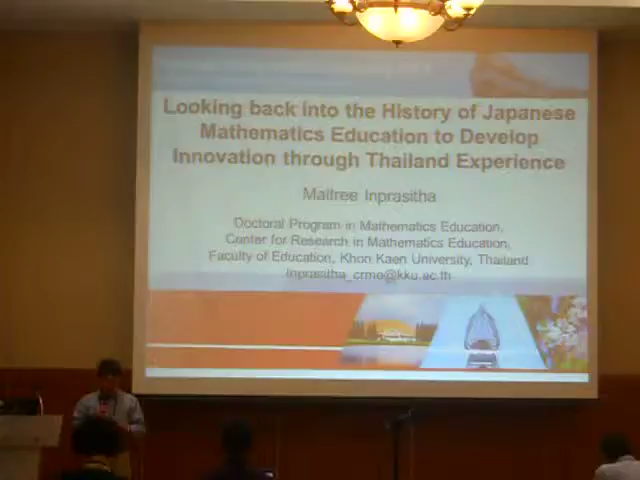 Looking back into the History of Japanese
Mathematics Education to Develop
Innovation through Thailand Experience
Maitree Inprasitha
Doctoral Program in Mathematics Education,
Center for Research in Mathematics Education,
Faculty of Education, Khon Kaen University, Thailand
Inprasitha_crme@kku.ac.th